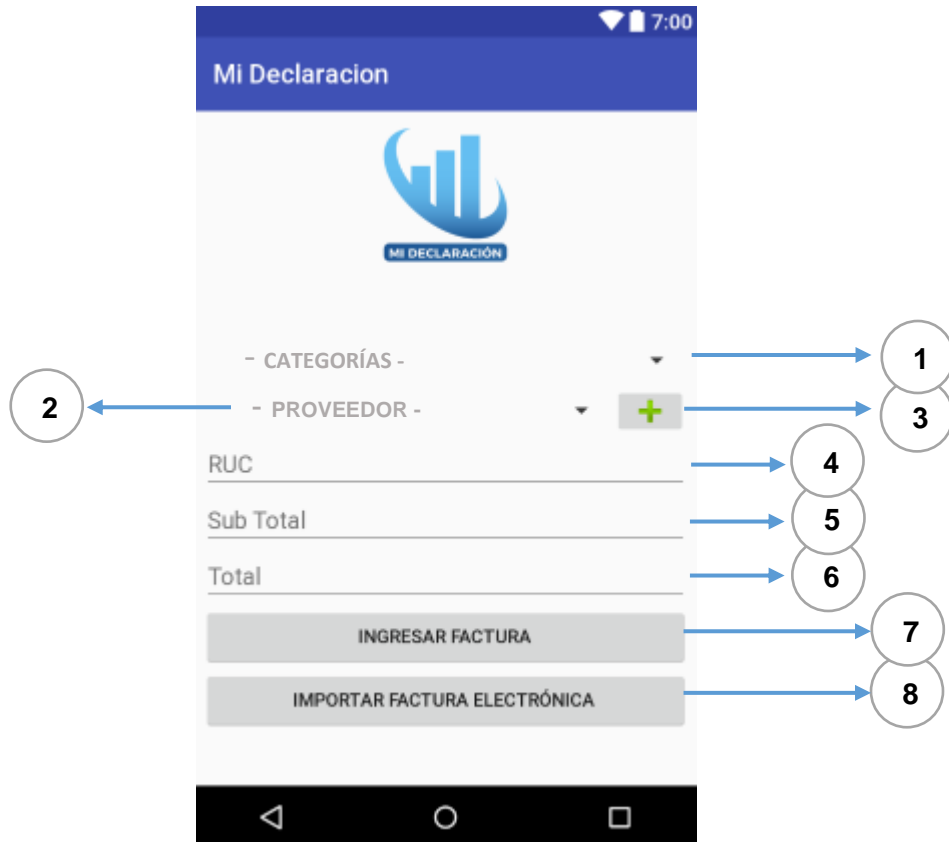 7:00
Mi Declaracion
MI DECLARACIÓN
- CATEGORÍAS -
1
2
- PROVEEDOR -
3
RUC
4
Sub Total
5
Total
6
INGRESAR FACTURA
7
IMPORTAR FACTURA ELECTRÓNICA
8